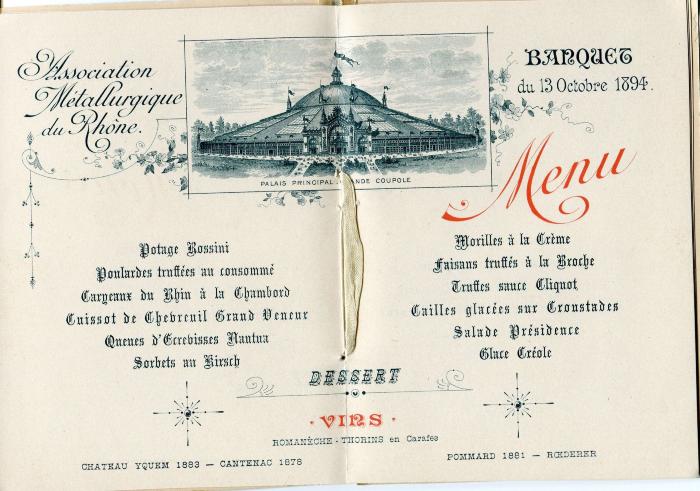 Association
Métallurgique
du Rhône.
BANQUET
du 13 Octobre 1894.
PALAIS PRINCIPAL. ANDE COUPOLE
Menu
Potage Rossini
Poulardes truffées au consommé
Carpeaux du Rhin à la Chambord
Cuissot de Chevreuil Grand Veneur
Queues d'Ecrebisses Nantua
Sorbets au Kirsch
Morilles à la Crème
Faisans truffés à la Broche
Truffes sauce Cliquot
Cailles glacées sur Croustades
Salade Présidence
Glace Créole
DESSERT
· VINS ·
ROMANÈCHE - THORINS en Carafes
CHATEAU YQUEM 1883 — CANTENAC 1878
POMMARD 1881 — RŒDERER